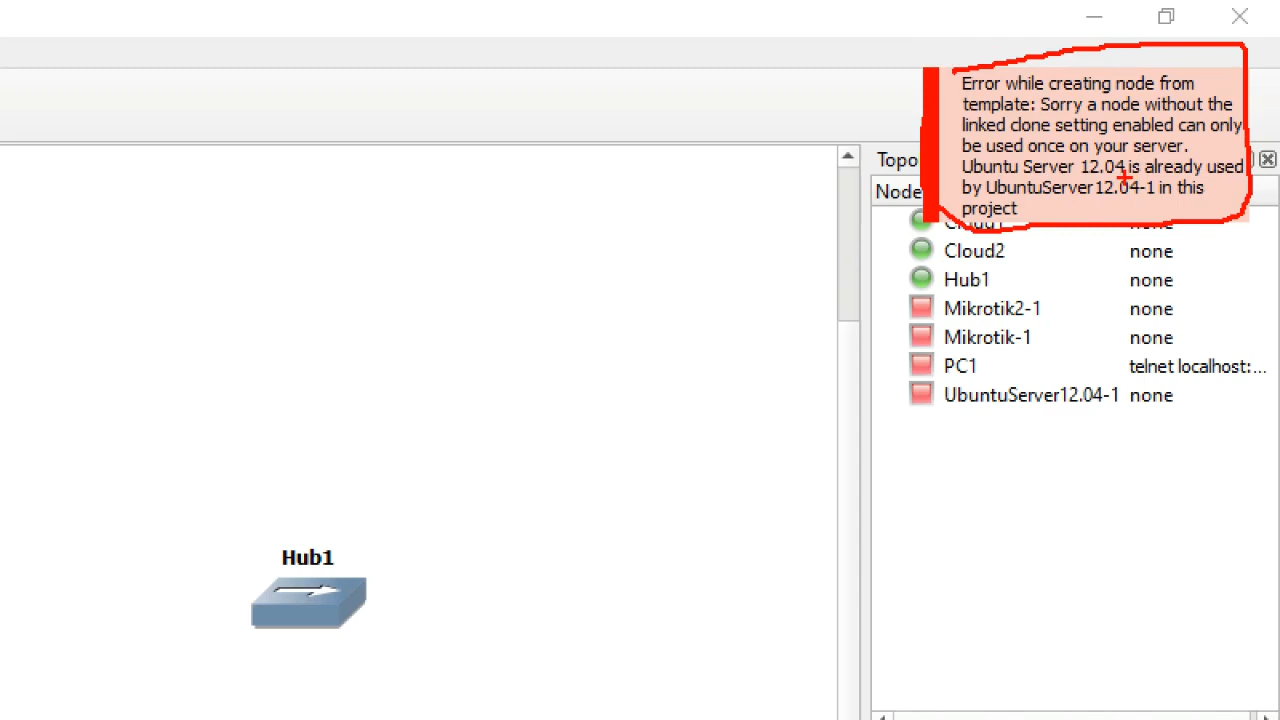 Error while creating node from
template: Sorry a node without the
linked clone setting enabled can only
be used once on your server.
Ubuntu Server 12.04 is already used
by UbuntuServer12.04-1 in this
project
Topo
Node
Cloud1 none
Cloud2 none
Hub1 none
Mikrotik2-1 none
Mikrotik-1 none
PC1 telnet localhost:...
UbuntuServer12.04-1 none
Hub1